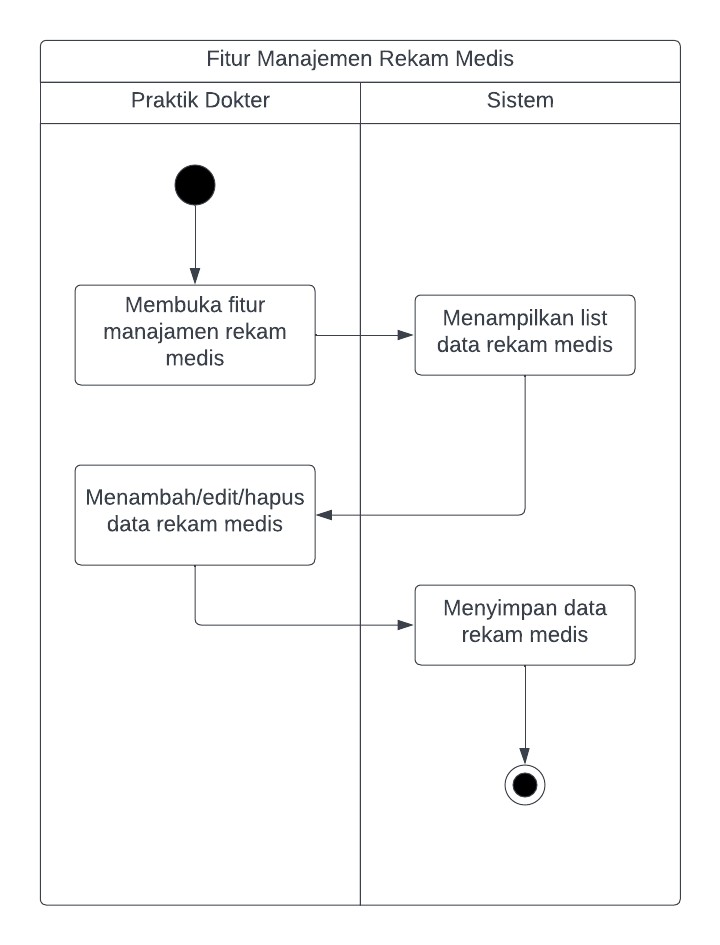 Fitur Manajemen Rekam Medis
Praktik Dokter
Sistem
Membuka fitur
manajamen rekam
medis
Menampilkan list
data rekam medis
Menambah/edit/hapus
data rekam medis
Menyimpan data
rekam medis